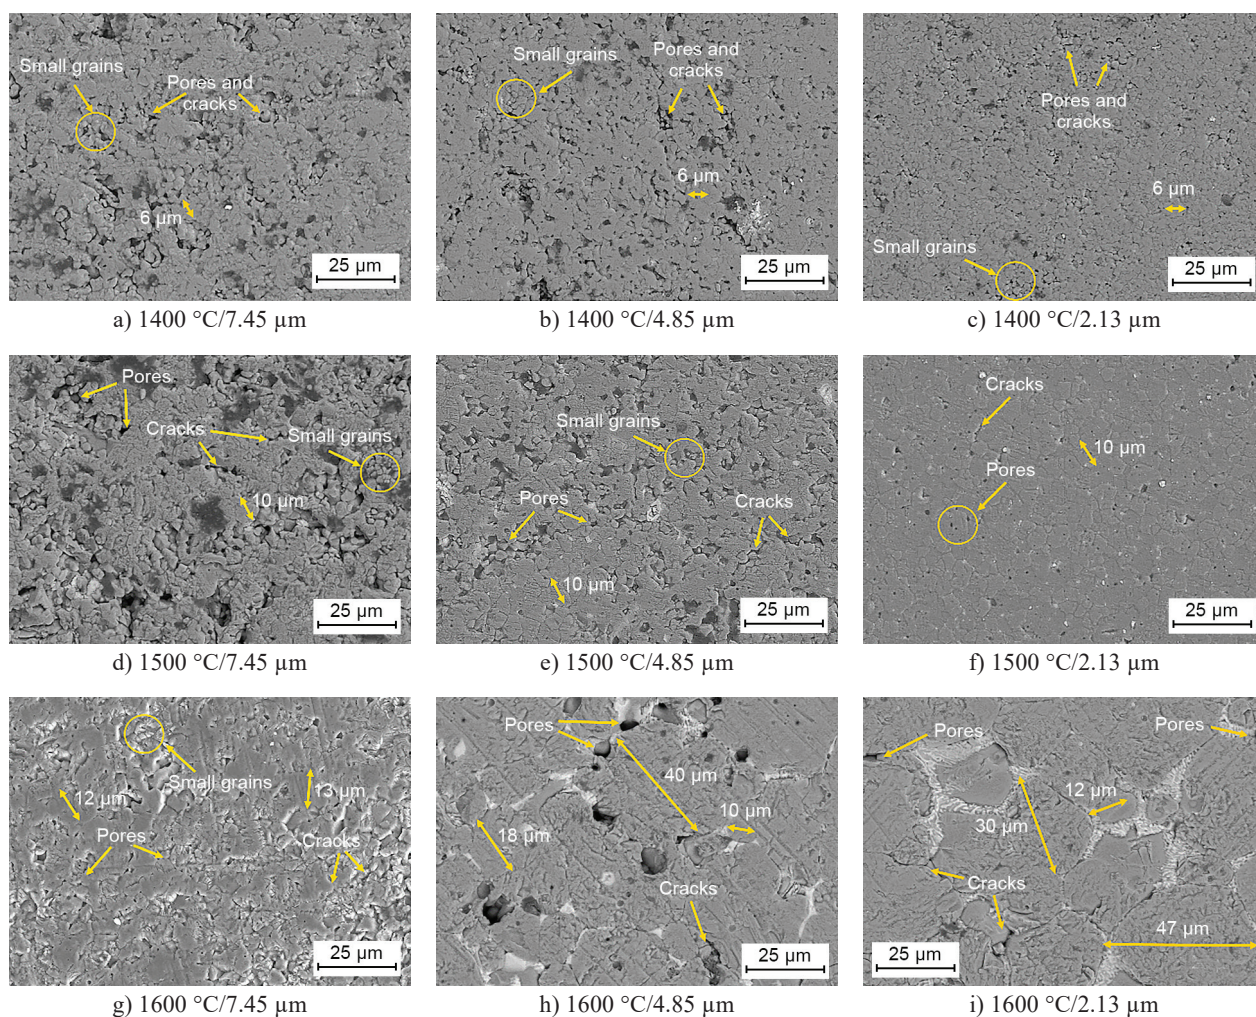 Small grains
Pores and
cracks
6 µm
25 µm
a) 1400 °C/7.45 µm
Small grains
Pores and
cracks
6 µm
25 µm
b) 1400 °C/4.85 µm
Pores and
cracks
6 µm
Small grains
25 µm
c) 1400 °C/2.13 µm
Pores
Cracks
Small grains
10 µm
25 µm
d) 1500 °C/7.45 µm
Small grains
Pores
Cracks
10 µm
25 µm
e) 1500 °C/4.85 µm
Cracks
10 µm
Pores
25 µm
f) 1500 °C/2.13 µm
Small grains
12 µm
13 µm
Pores
Cracks
25 µm
g) 1600 °C/7.45 µm
Pores
40 µm
10 µm
18 µm
Cracks
25 µm
h) 1600 °C/4.85 µm
Pores
Pores
12 µm
30 µm
Cracks
47 µm
25 µm
i) 1600 °C/2.13 µm